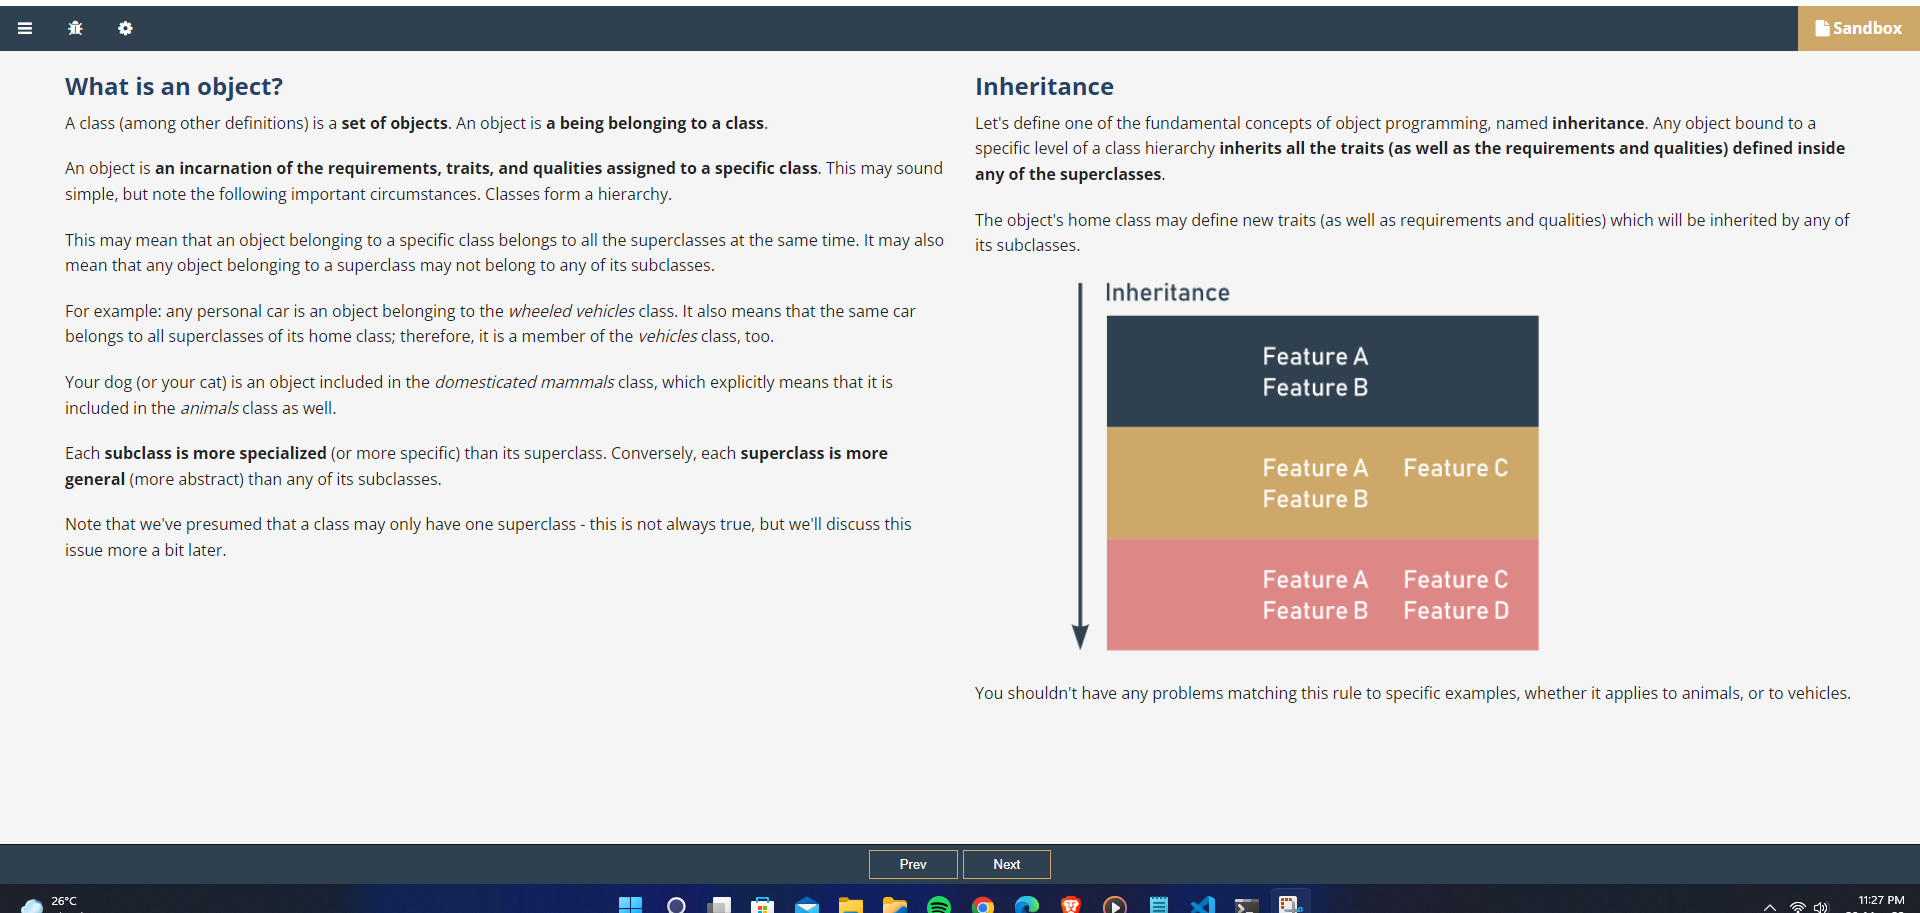 Sandbox
What is an object?
A class (among other definitions) is a set of objects. An object is a being belonging to a class.
An object is an incarnation of the requirements, traits, and qualities assigned to a specific class. This may sound
simple, but note the following important circumstances. Classes form a hierarchy.
This may mean that an object belonging to a specific class belongs to all the superclasses at the same time. It may also
mean that any object belonging to a superclass may not belong to any of its subclasses.
For example: any personal car is an object belonging to the wheeled vehicles class. It also means that the same car
belongs to all superclasses of its home class; therefore, it is a member of the vehicles class, too.
Your dog (or your cat) is an object included in the domesticated mammals class, which explicitly means that it is
included in the animals class as well.
Each subclass is more specialized (or more specific) than its superclass. Conversely, each superclass is more
general (more abstract) than any of its subclasses.
Note that we've presumed that a class may only have one superclass - this is not always true, but we'll discuss this
issue more a bit later.
Inheritance
Let's define one of the fundamental concepts of object programming, named inheritance. Any object bound to a
specific level of a class hierarchy inherits all the traits (as well as the requirements and qualities) defined inside
any of the superclasses.
The object's home class may define new traits (as well as requirements and qualities) which will be inherited by any of
its subclasses.
Inheritance
Feature A
Feature B
Feature A Feature C
Feature B
Feature A Feature C
Feature B Feature D
You shouldn't have any problems matching this rule to specific examples, whether it applies to animals, or to vehicles.
Prev Next
26°C
11:27 PM